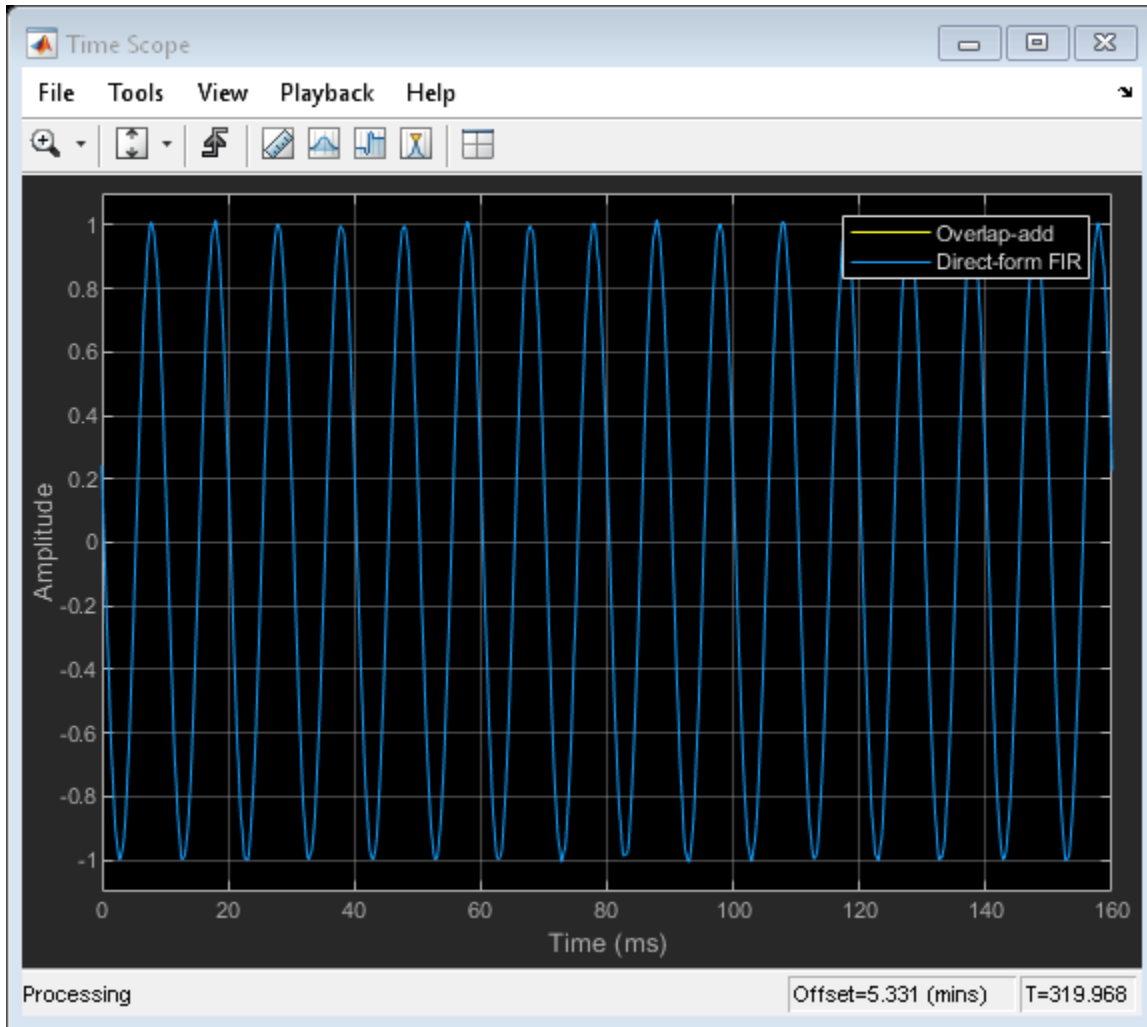 Time Scope
File Tools View Playback Help
Overlap-add
Direct-form FIR
1
0.8
0.6
0.4
0.2
0
-0.2
-0.4
-0.6
-0.8
-1
Amplitude
0 20 40 60 80 100 120 140 160
Time (ms)
Processing Offset=5.331 (mins) T=319.968